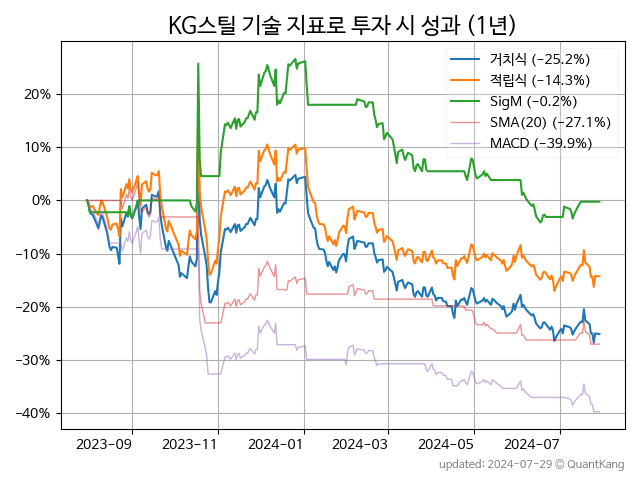 KG스틸 기술 지표로 투자 시 성과 (1년)
거치식 (−25.2%)
적립식 (−14.3%)
SigM (−0.2%)
SMA(20) (−27.1%)
MACD (−39.9%)
20%
10%
0%
−10%
−20%
−30%
−40%
2023-09 2023-11 2024-01 2024-03 2024-05 2024-07
updated: 2024-07-29 © QuantKang